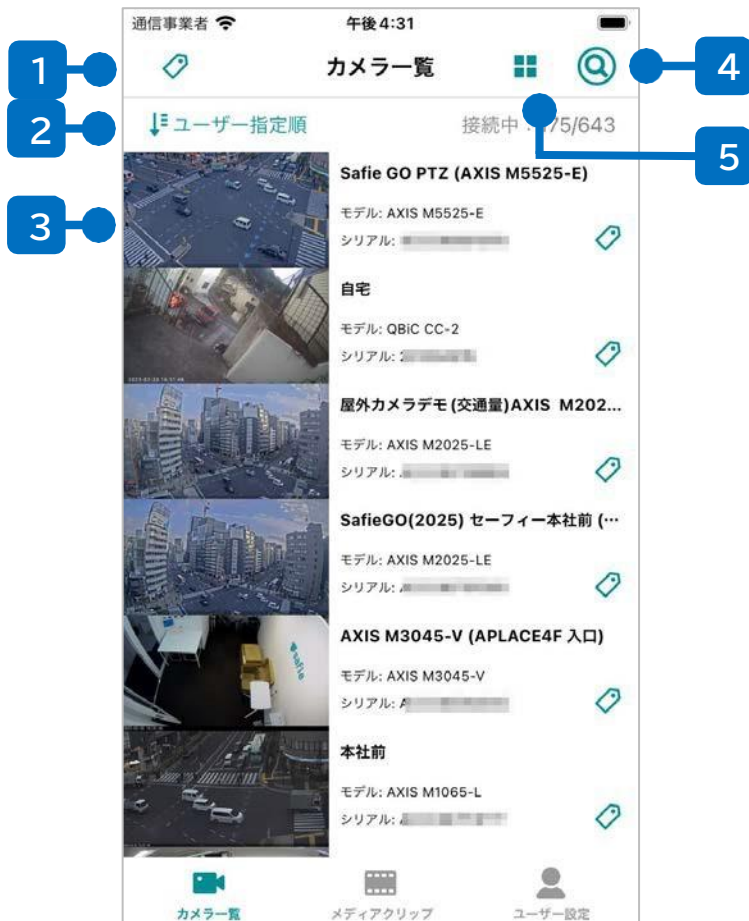 通信事業者 午後4:31
1
カメラ一覧
4
2
ユーザー指定順
接続中: 75/643
5
3
Safie GO PTZ (AXIS M5525-E)
モデル: AXIS M5525-E
シリアル:
自宅
モデル: QBiC CC-2
シリアル: 2
屋外カメラデモ(交通量)AXIS M202...
モデル: AXIS M2025-LE
シリアル:
SafieGO(2025) セーフィー本社前 (…
モデル: AXIS M2025-LE
シリアル:
AXIS M3045-V (APLACE4F 入口)
モデル: AXIS M3045-V
シリアル:
safie
本社前
モデル: AXIS M1065-L
シリアル:
カメラ一覧 メディアクリップ ユーザー設定